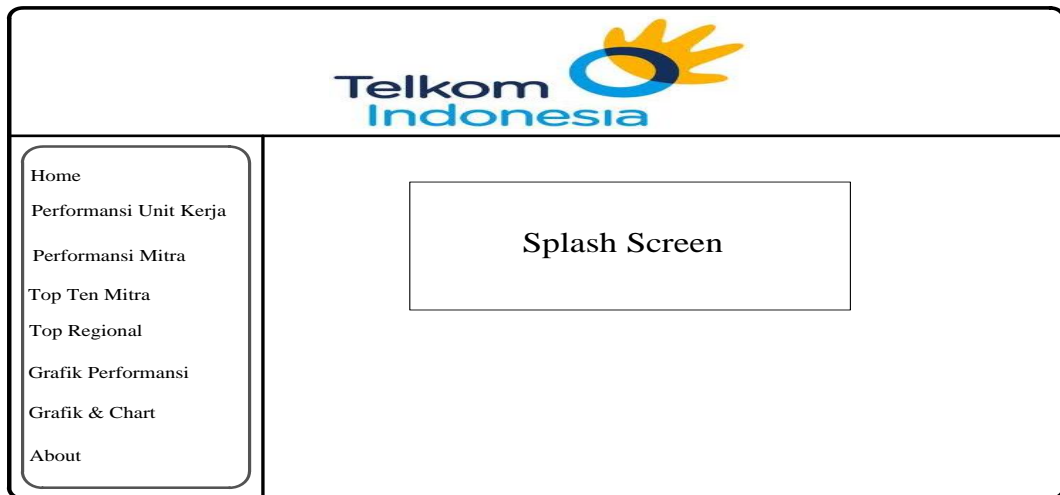 Telkom
Indonesia
Home
Performansi Unit Kerja
Performansi Mitra
Top Ten Mitra
Top Regional
Grafik Performansi
Grafik & Chart
About
Splash Screen